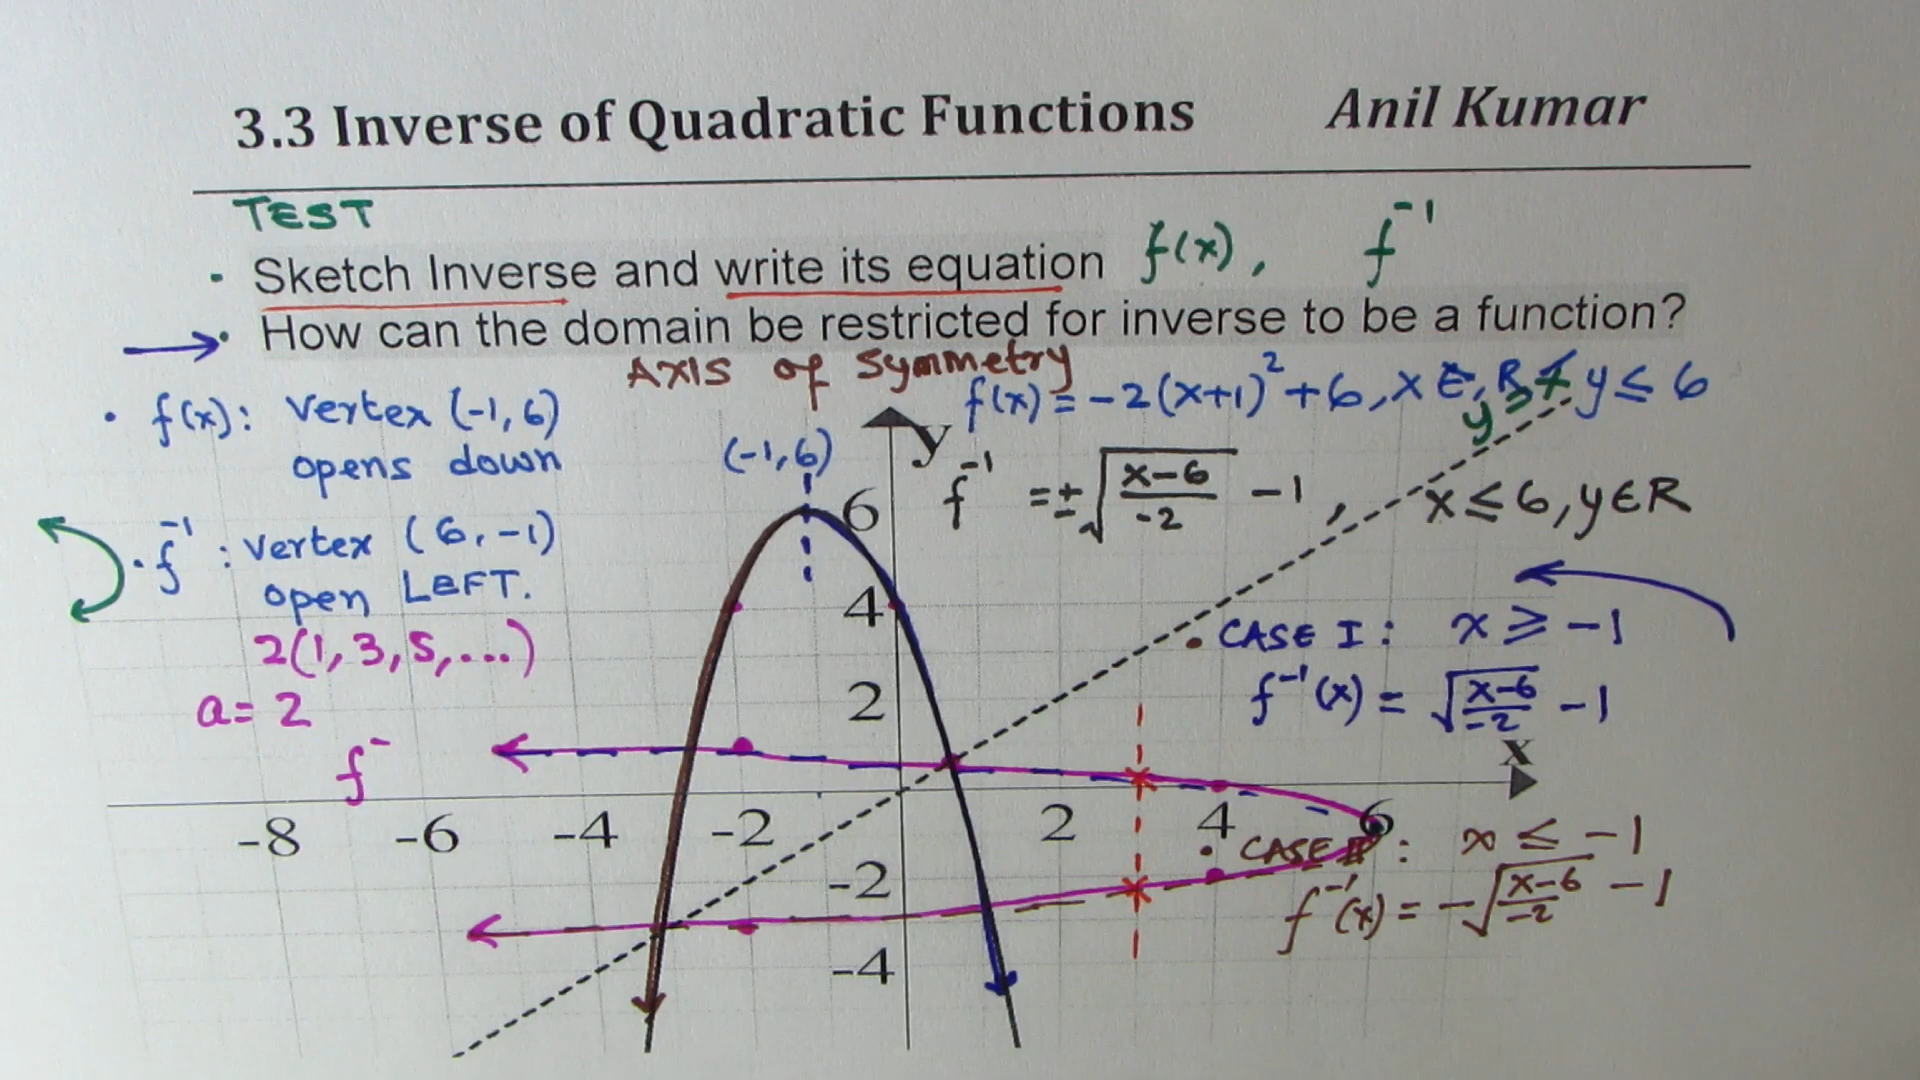 3.3 Inverse of Quadratic Functions Anil Kumar
TEST
• Sketch Inverse and write its equation f(x), f⁻¹
• How can the domain be restricted for inverse to be a function?
AXIS of Symmetry
f(x) = -2(x+1)² + 6, x ∈ R, y ≤ 6
• f(x): vertex (-1, 6)
opens down
(-1, 6)
y
f⁻¹ = ±√((x-6)/(-2)) - 1, x ≤ 6, y ∈ R
• f⁻¹: vertex (6, -1)
open LEFT.
2(1, 3, 5, ...)
a = 2
f⁻
• CASE I: x ≥ -1
f⁻¹(x) = √((x-6)/(-2)) - 1
x
6
4
2
-8 -6 -4 -2 2 4 6
-2
-4
• CASE II: x ≤ -1
f⁻¹(x) = -√((x-6)/(-2)) - 1